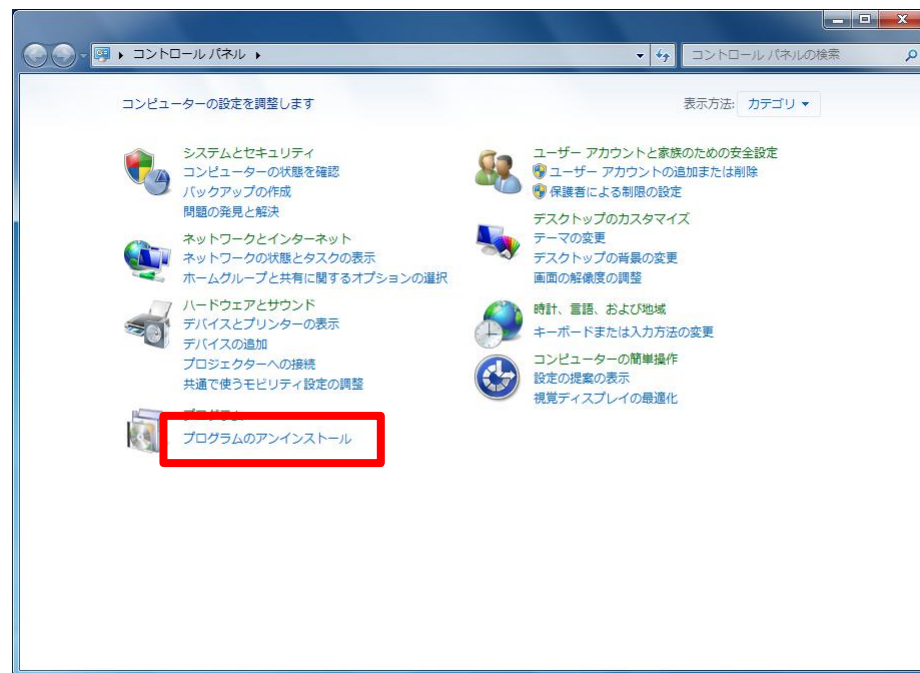 コントロール パネル
コントロール パネルの検索
コンピューターの設定を調整します
表示方法: カテゴリ
システムとセキュリティ
コンピューターの状態を確認
バックアップの作成
問題の発見と解決
ネットワークとインターネット
ネットワークの状態とタスクの表示
ホームグループと共有に関するオプションの選択
ハードウェアとサウンド
デバイスとプリンターの表示
デバイスの追加
プロジェクターへの接続
共通で使うモビリティ設定の調整
プログラム
プログラムのアンインストール
ユーザー アカウントと家族のための安全設定
ユーザー アカウントの追加または削除
保護者による制限の設定
デスクトップのカスタマイズ
テーマの変更
デスクトップの背景の変更
画面の解像度の調整
時計、言語、および地域
キーボードまたは入力方法の変更
コンピューターの簡単操作
設定の提案の表示
視覚ディスプレイの最適化